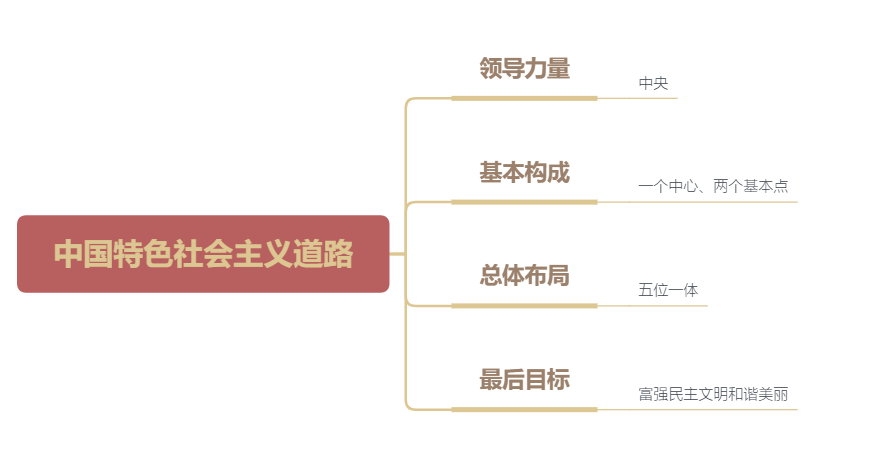 领导力量
中央
基本构成
一个中心、两个基本点
中国特色社会主义道路
总体布局
五位一体
最后目标
富强民主文明和谐美丽